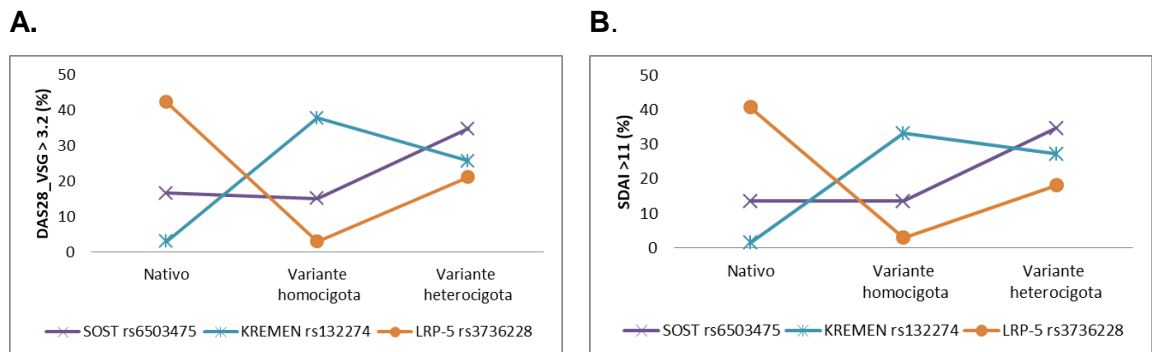 A.
B.
DAS28_VSG > 3.2 (%)
50
40
30
20
10
0
Nativo
Variante
homocigota
Variante
heterocigota
SOST rs6503475
KREMEN rs132274
LRP-5 rs3736228
SDAI >11 (%)
50
40
30
20
10
0
Nativo
Variante
homocigota
Variante
heterocigota
SOST rs6503475
KREMEN rs132274
LRP-5 rs3736228